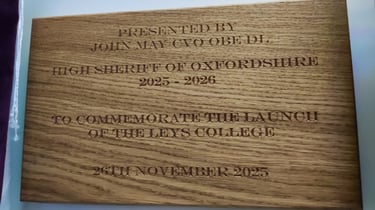 PRESENTED BY
JOHN MAY CVO OBE DL
HIGH SHERIFF OF OXFORDSHIRE
2025 - 2026
TO COMMEMORATE THE LAUNCH
OF THE LEYS COLLEGE
26TH NOVEMBER 2025